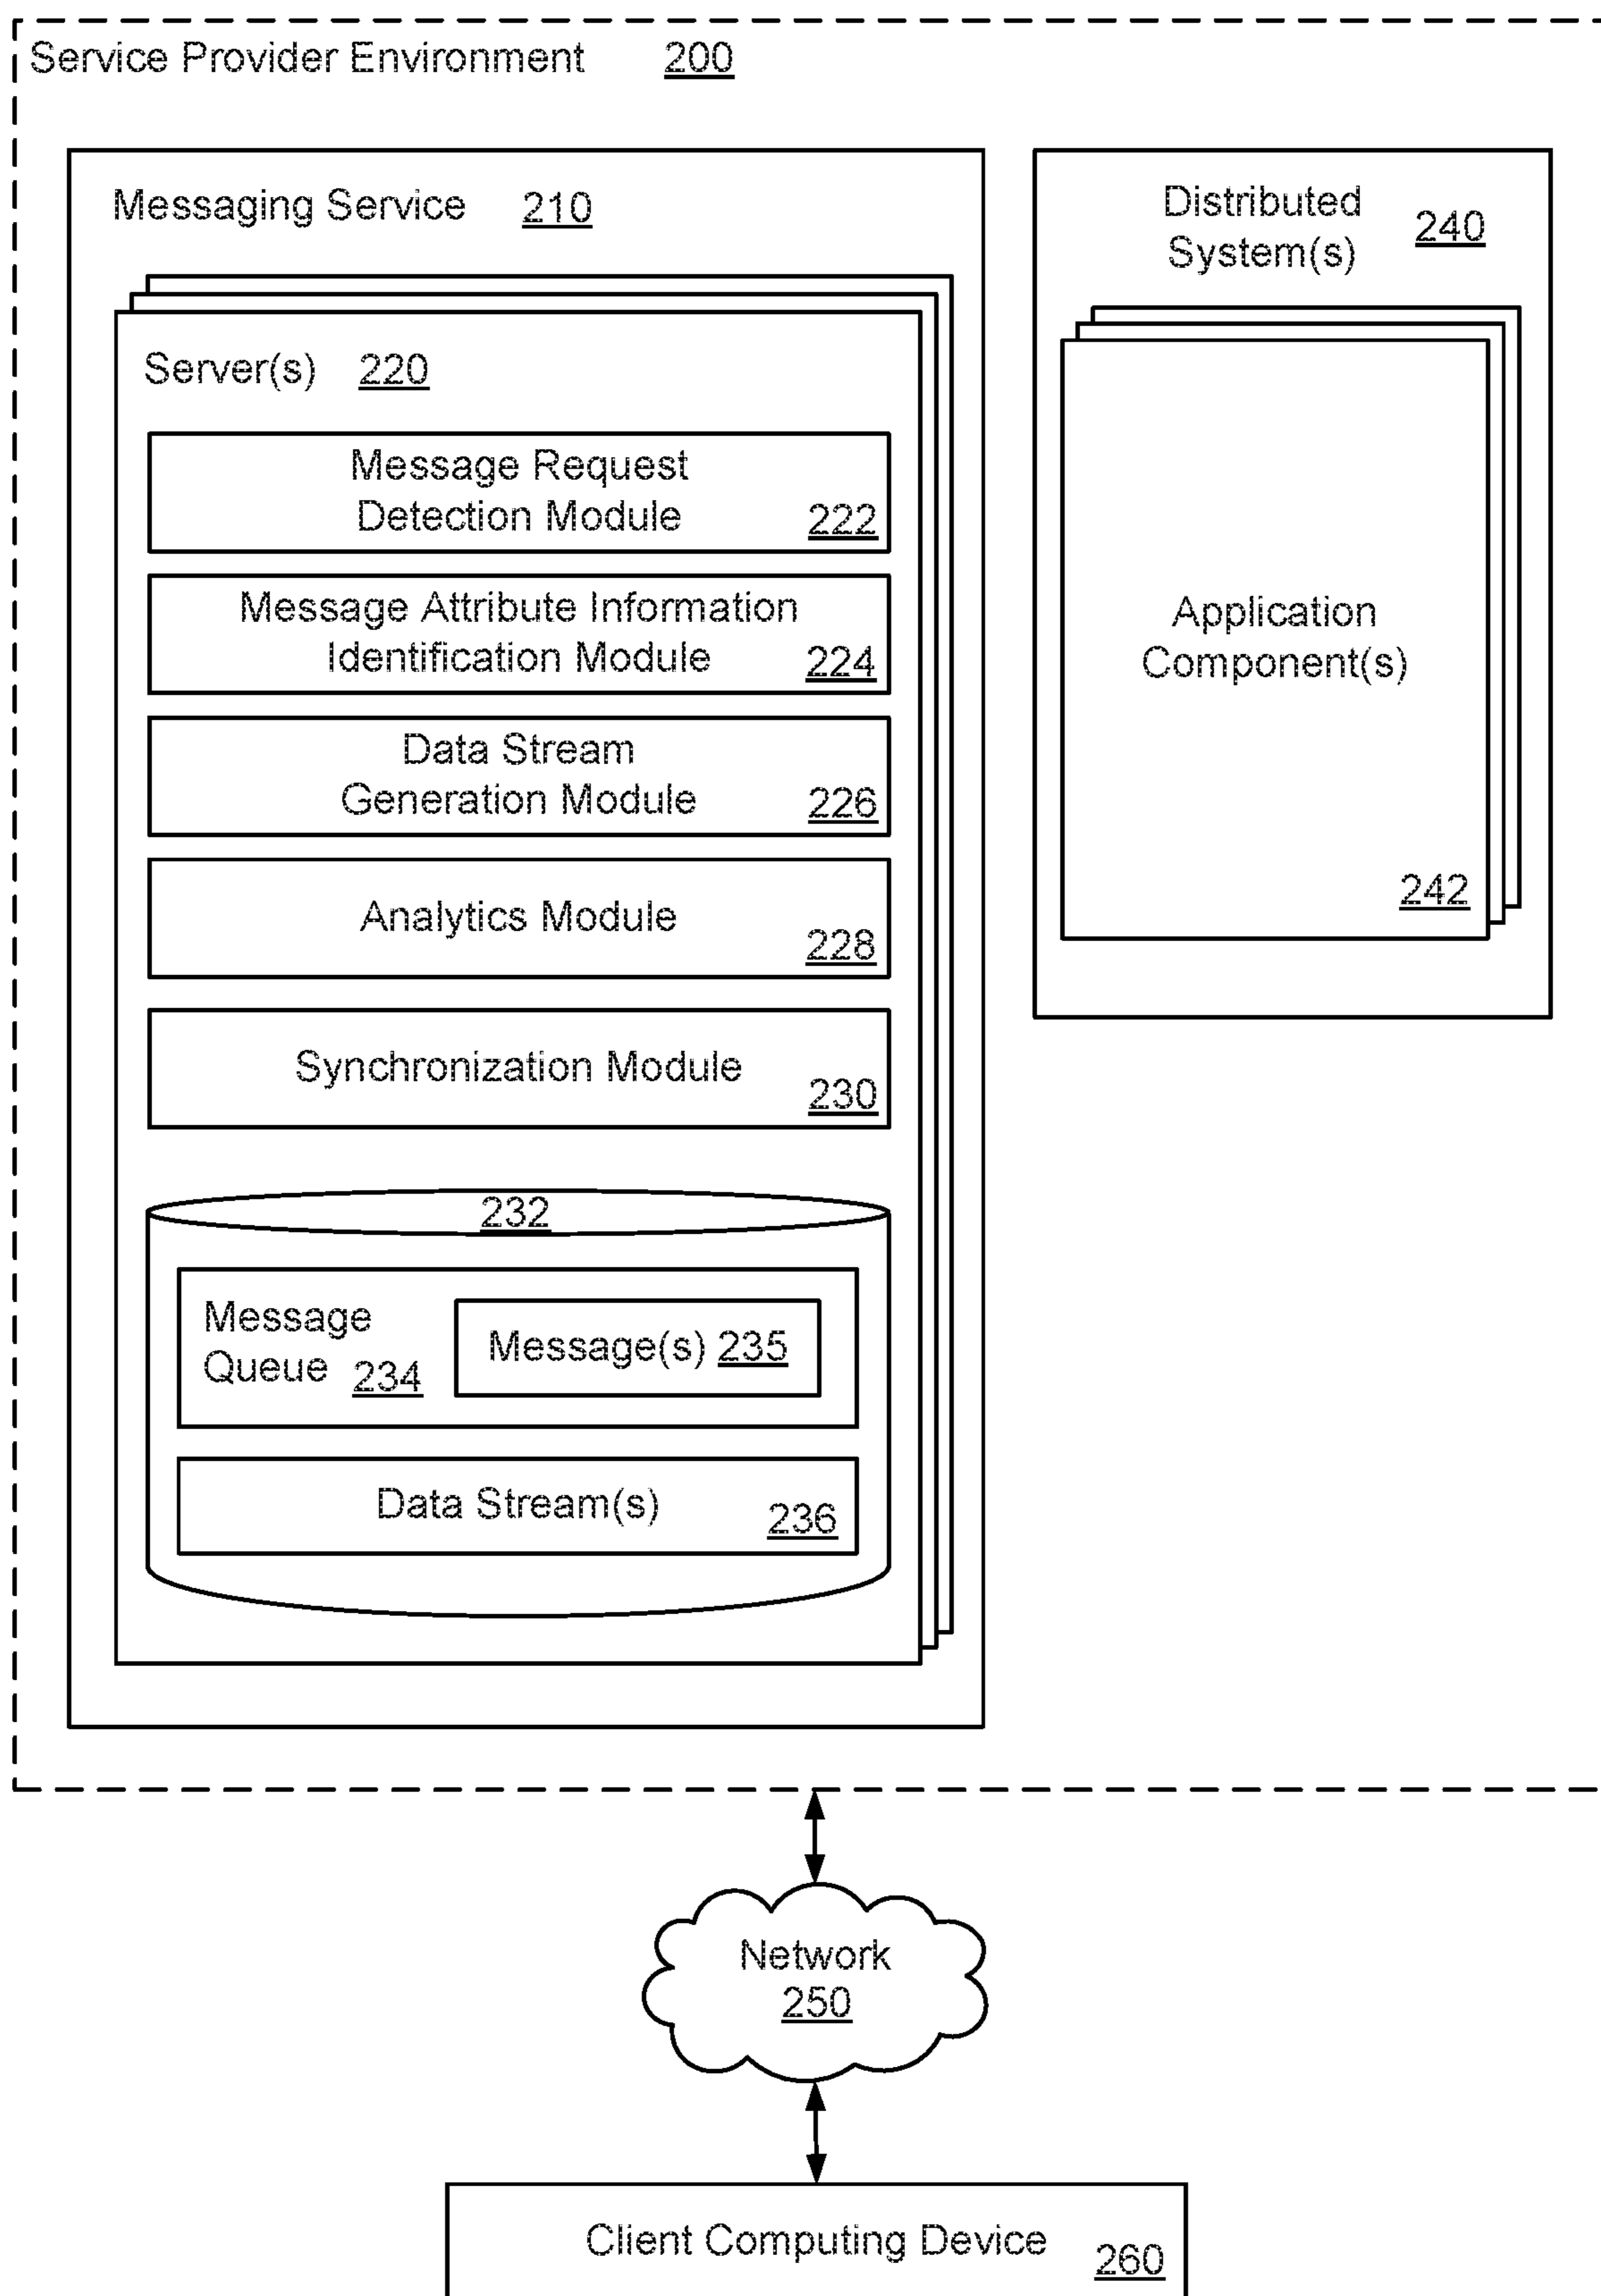 Service Provider Environment 200
Messaging Service 210
Server(s) 220
Message Request
Detection Module 222
Message Attribute Information
Identification Module 224
Data Stream
Generation Module 226
Analytics Module 228
Synchronization Module 230
232
Message
Queue 234
Message(s) 235
Data Stream(s) 236
Distributed
System(s) 240
Application
Component(s)
242
Network
250
Client Computing Device 260